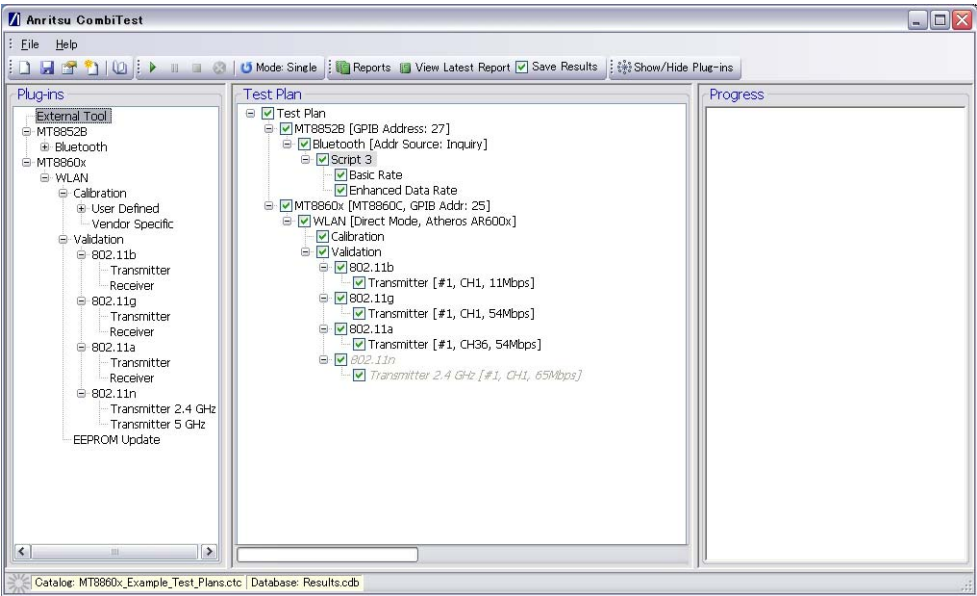 Anritsu CombiTest
File Help
Mode: Single Reports View Latest Report Save Results Show/Hide Plug-ins
Plug-ins
External Tool
MT8852B
Bluetooth
MT8860x
WLAN
Calibration
User Defined
Vendor Specific
Validation
802.11b
Transmitter
Receiver
802.11g
Transmitter
Receiver
802.11a
Transmitter
Receiver
802.11n
Transmitter 2.4 GHz
Transmitter 5 GHz
EEPROM Update
Test Plan
Test Plan
MT8852B [GPIB Address: 27]
Bluetooth [Addr Source: Inquiry]
Script 3
Basic Rate
Enhanced Data Rate
MT8860x [MT8860C, GPIB Addr: 25]
WLAN [Direct Mode, Atheros AR600x]
Calibration
Validation
802.11b
Transmitter [#1, CH1, 11Mbps]
802.11g
Transmitter [#1, CH1, 54Mbps]
802.11a
Transmitter [#1, CH36, 54Mbps]
802.11n
Transmitter 2.4 GHz [#1, CH1, 65Mbps]
Progress
Catalog: MT8860x_Example_Test_Plans.ctc Database: Results.cdb